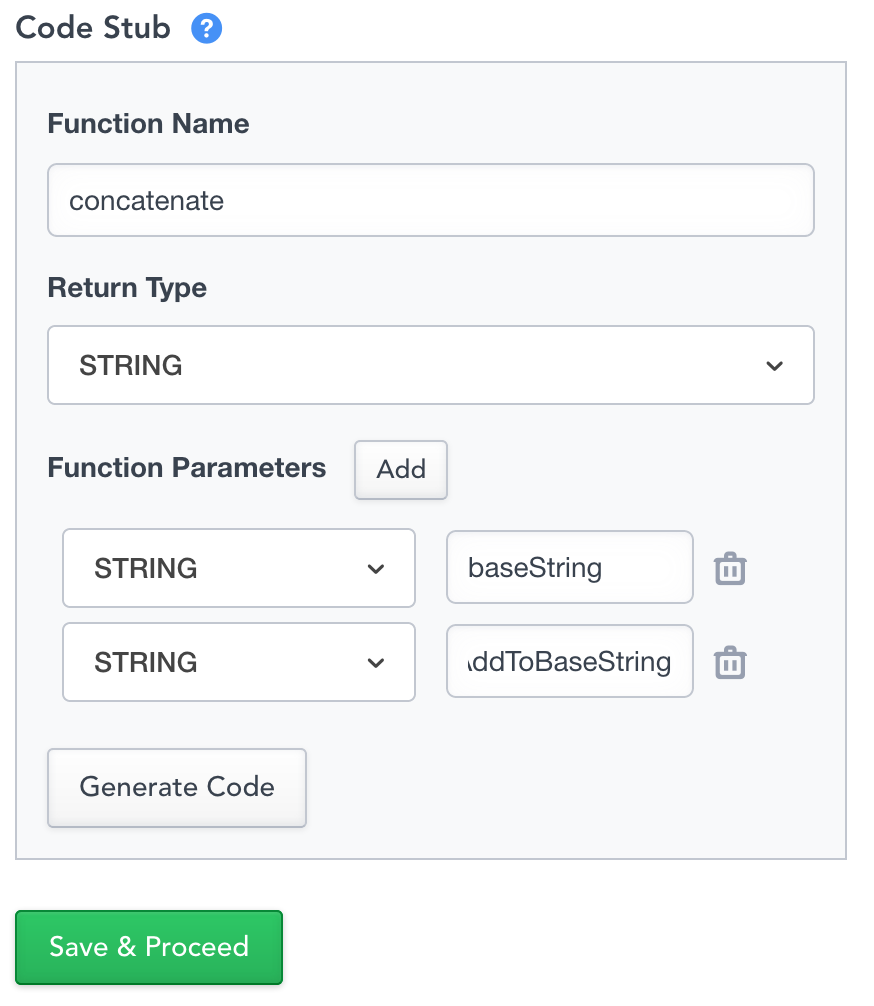 Code Stub ?
Function Name
concatenate
Return Type
STRING
Function Parameters Add
STRING baseString
STRING ddToBaseString
Generate Code
Save & Proceed